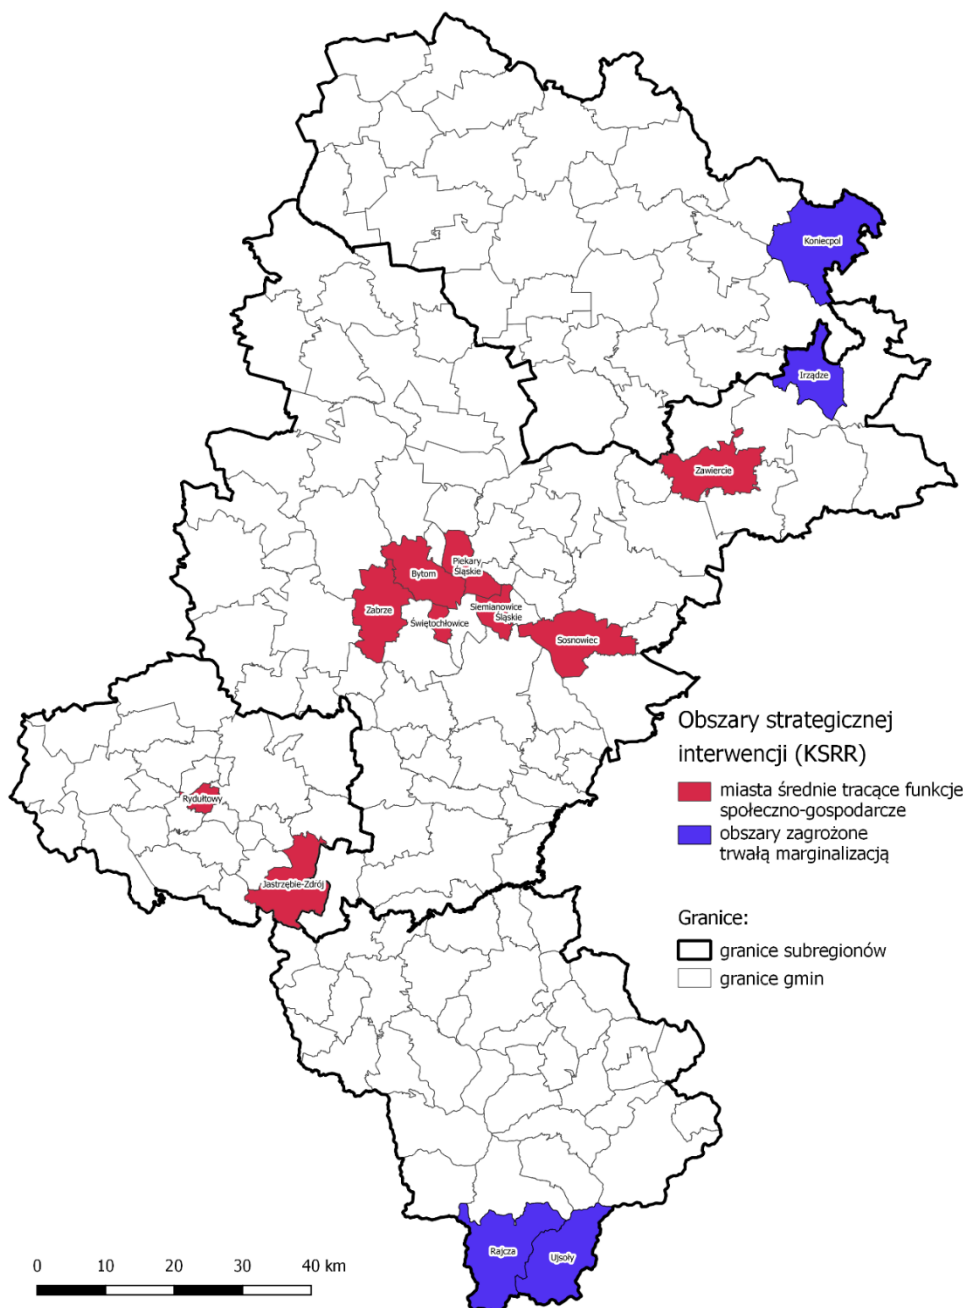 Koniecpol
Irządze
Zawiercie
Piekary
Śląskie
Bytom
Zabrze
Siemianowice
Śląskie
Świętochłowice
Sosnowiec
Obszary strategicznej
interwencji (KSRR)
miasta średnie tracące funkcje
społeczno-gospodarcze
obszary zagrożone
trwałą marginalizacją
Rydułtowy
Jastrzębie-Zdrój
Granice:
granice subregionów
granice gmin
Rajcza
Ujsoły
0 10 20 30 40 km